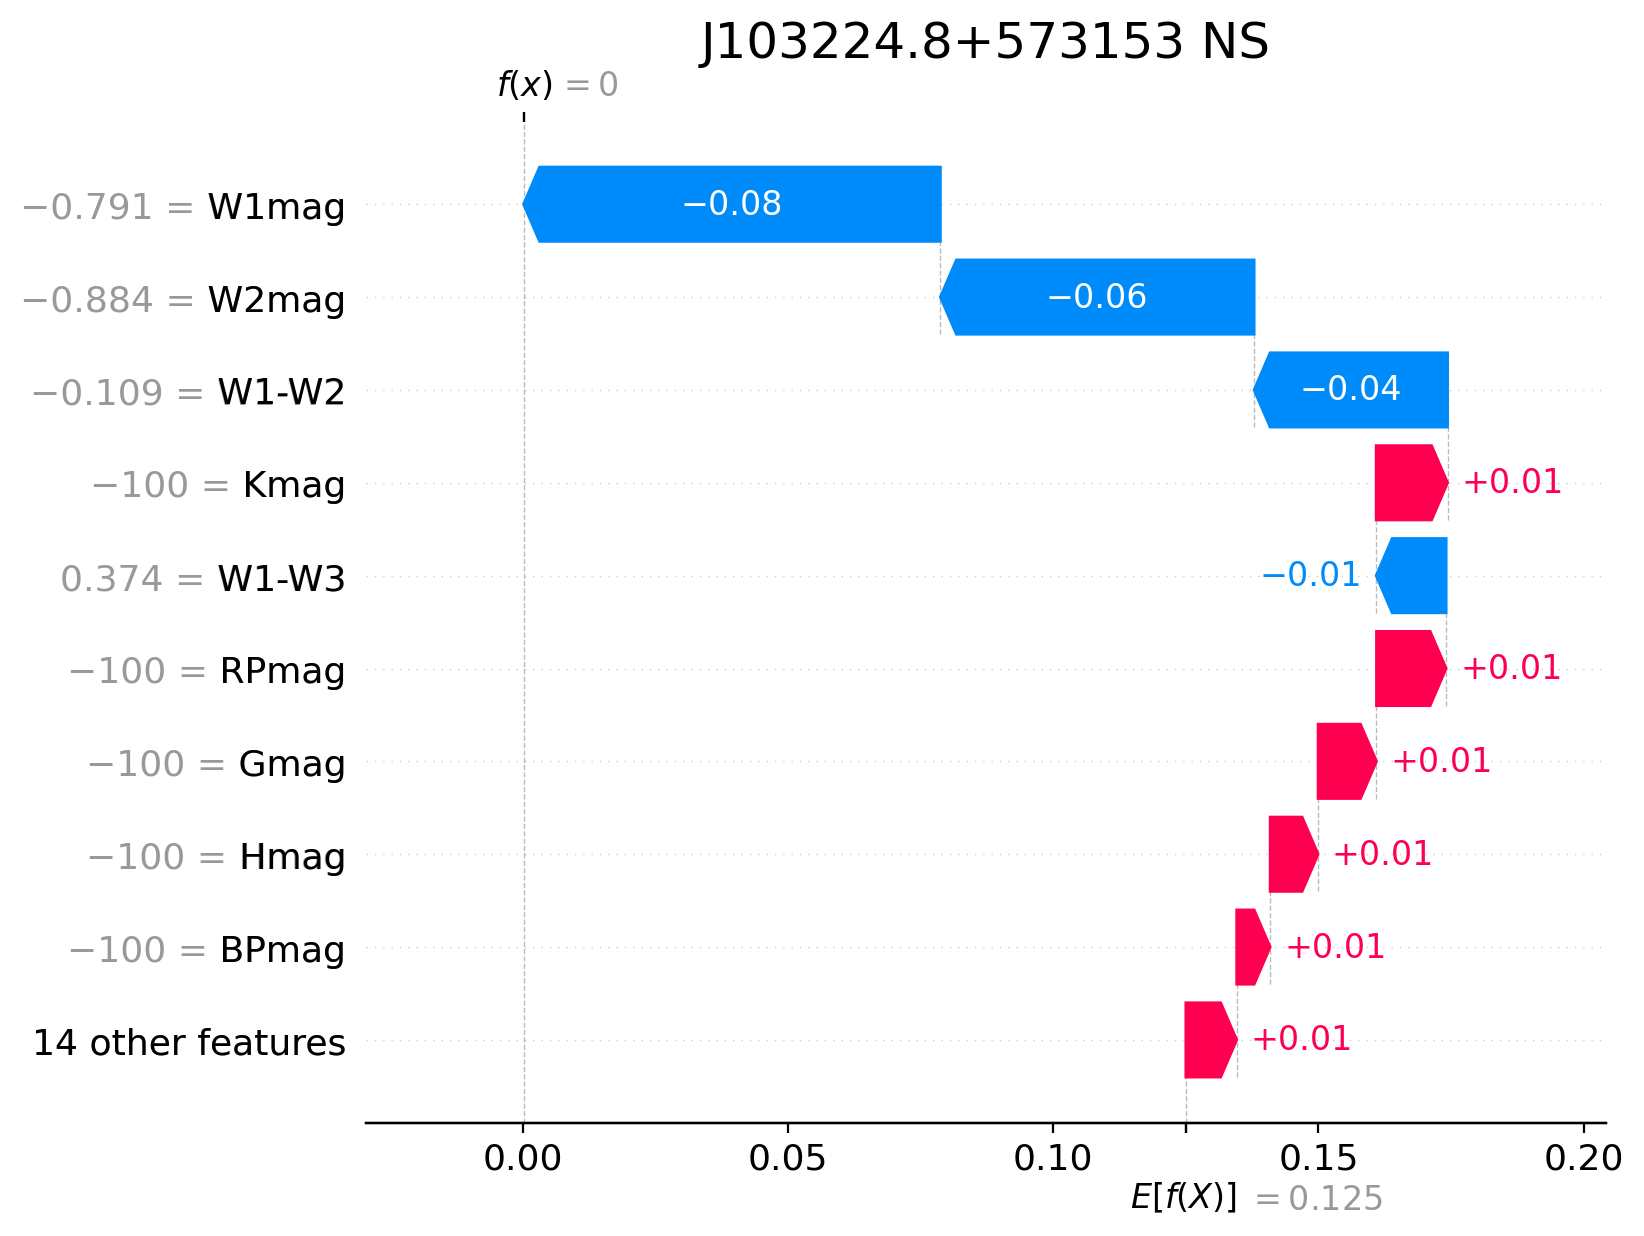 J103224.8+573153 NS
f(x) = 0
−0.791 = W1mag −0.08
−0.884 = W2mag −0.06
−0.109 = W1-W2 −0.04
−100 = Kmag +0.01
0.374 = W1-W3 −0.01
−100 = RPmag +0.01
−100 = Gmag +0.01
−100 = Hmag +0.01
−100 = BPmag +0.01
14 other features +0.01
0.00 0.05 0.10 0.15 0.20
E[f(X)] = 0.125